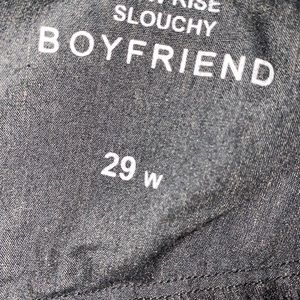 RISE
SLOUCHY
BOYFRIEND
29 W